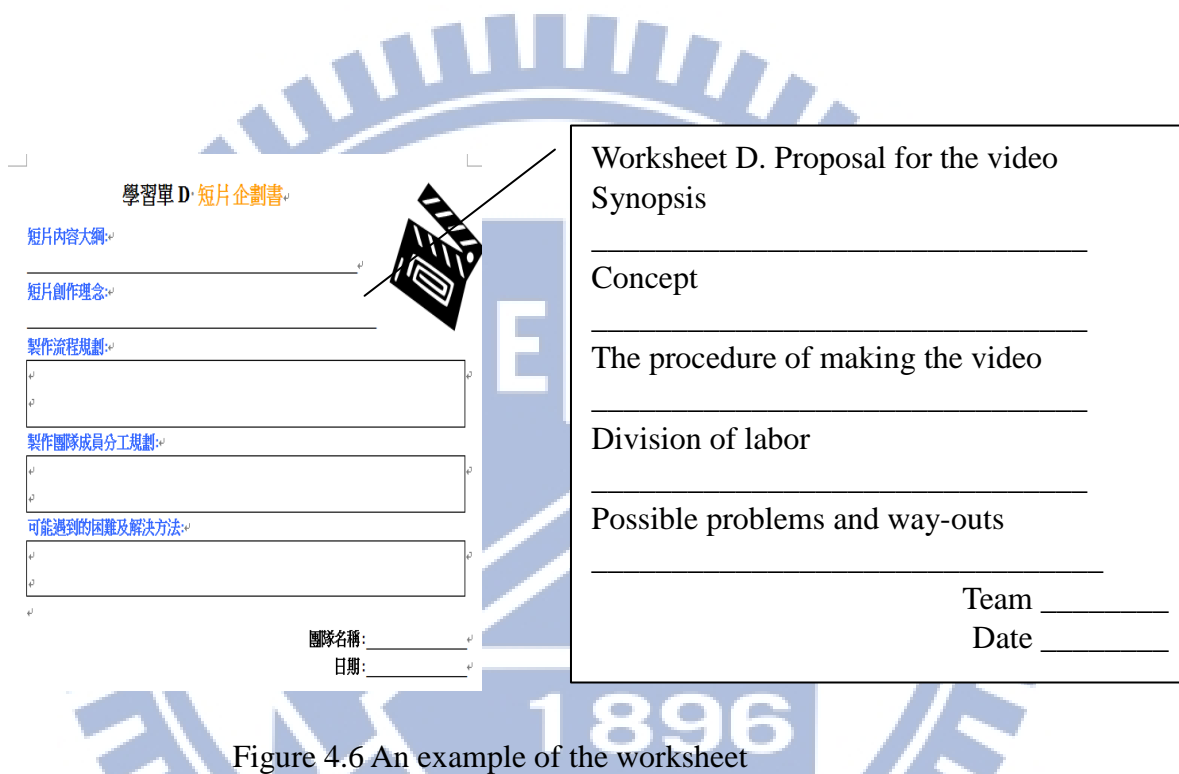 學習單 D 短片企劃書
短片內容大綱:
短片創作理念:
製作流程規劃:
製作團隊成員分工規劃:
可能遇到的困難及解決方法:
團隊名稱:
日期:
Worksheet D. Proposal for the video
Synopsis
Concept
The procedure of making the video
Division of labor
Possible problems and way-outs
Team
Date
E
1896
Figure 4.6 An example of the worksheet